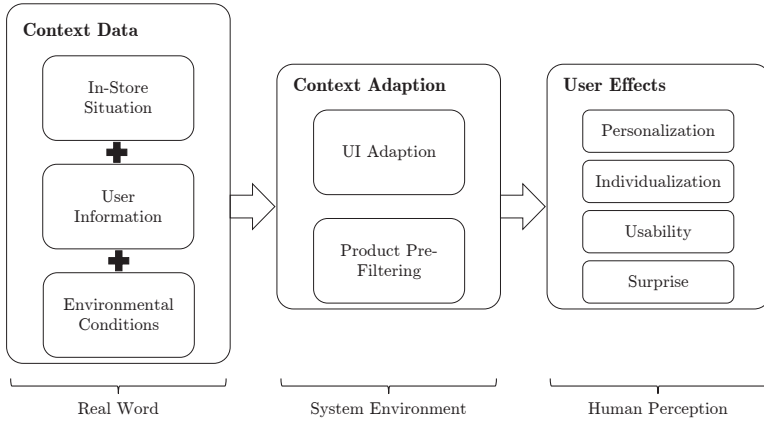 Context Data
In-Store
Situation
User
Information
Environmental
Conditions
Real Word
Context Adaption
UI Adaption
Product Pre-
Filtering
System Environment
User Effects
Personalization
Individualization
Usability
Surprise
Human Perception